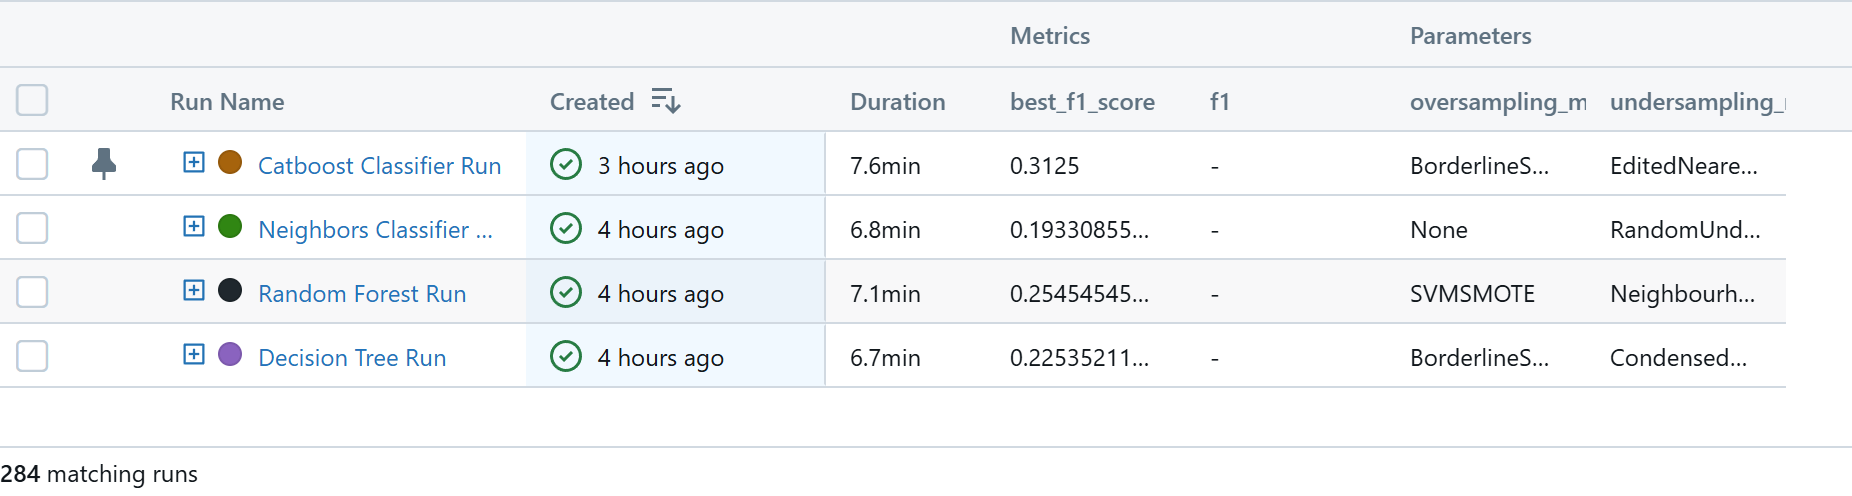 Metrics Parameters
Run Name Created Duration best_f1_score f1 oversampling_m undersampling_
Catboost Classifier Run 3 hours ago 7.6min 0.3125 - BorderlineS... EditedNeare...
Neighbors Classifier ... 4 hours ago 6.8min 0.19330855... - None RandomUnd...
Random Forest Run 4 hours ago 7.1min 0.25454545... - SVMSMOTE Neighbourh...
Decision Tree Run 4 hours ago 6.7min 0.22535211... - BorderlineS... Condensed...
284 matching runs